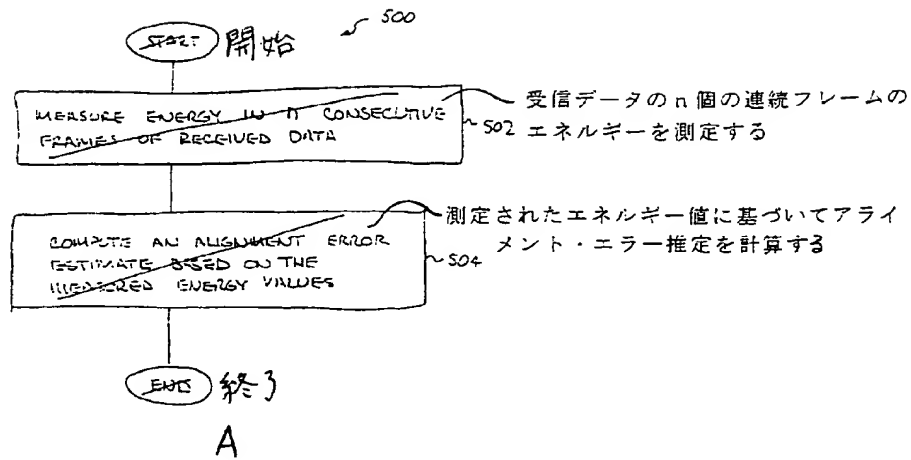 500
START 開始
MEASURE ENERGY IN n CONSECUTIVE
FRAMES OF RECEIVED DATA
502
受信データのn個の連続フレームの
エネルギーを測定する
COMPUTE AN ALIGNMENT ERROR
ESTIMATE BASED ON THE
MEASURED ENERGY VALUES
504
測定されたエネルギー値に基づいてアライ
メント・エラー推定を計算する
END 終了
A